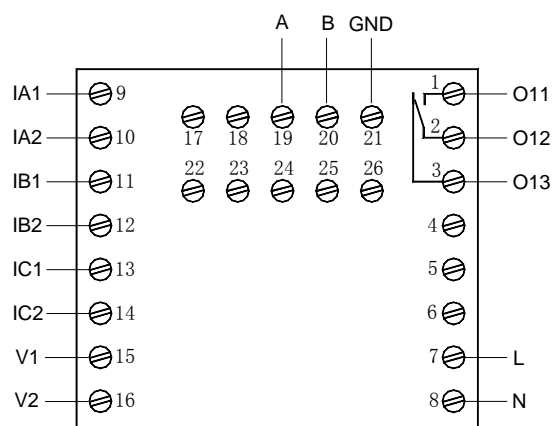 A B GND
IA1 9 1 O11
IA2 10 17 18 19 20 21 2 O12
IB1 11 22 23 24 25 26 3 O13
IB2 12 4
IC1 13 5
IC2 14 6
V1 15 7 L
V2 16 8 N